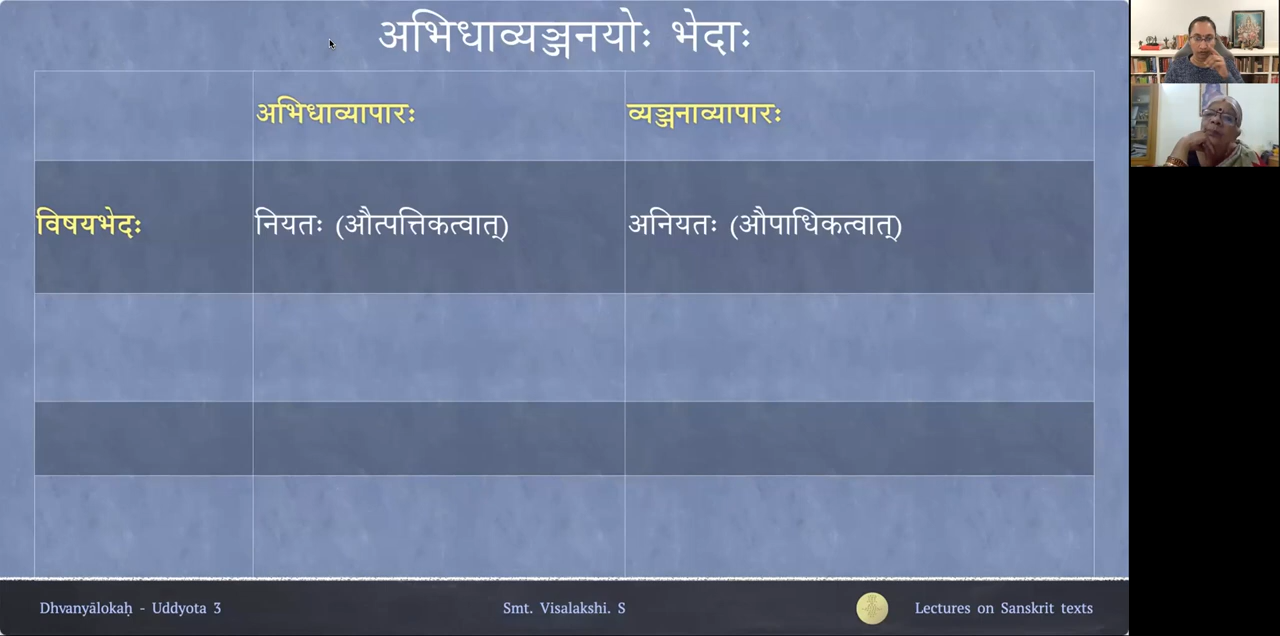 अभिधाव्यञ्जनयोः भेदाः
अभिधाव्यापारः व्यञ्जनाव्यापारः
विषयभेदः नियतः (औत्पत्तिकत्वात्) अनियतः (औपाधिकत्वात्)
Dhvanyālokaḥ - Uddyota 3 Smt. Visalakshi. S Lectures on Sanskrit texts